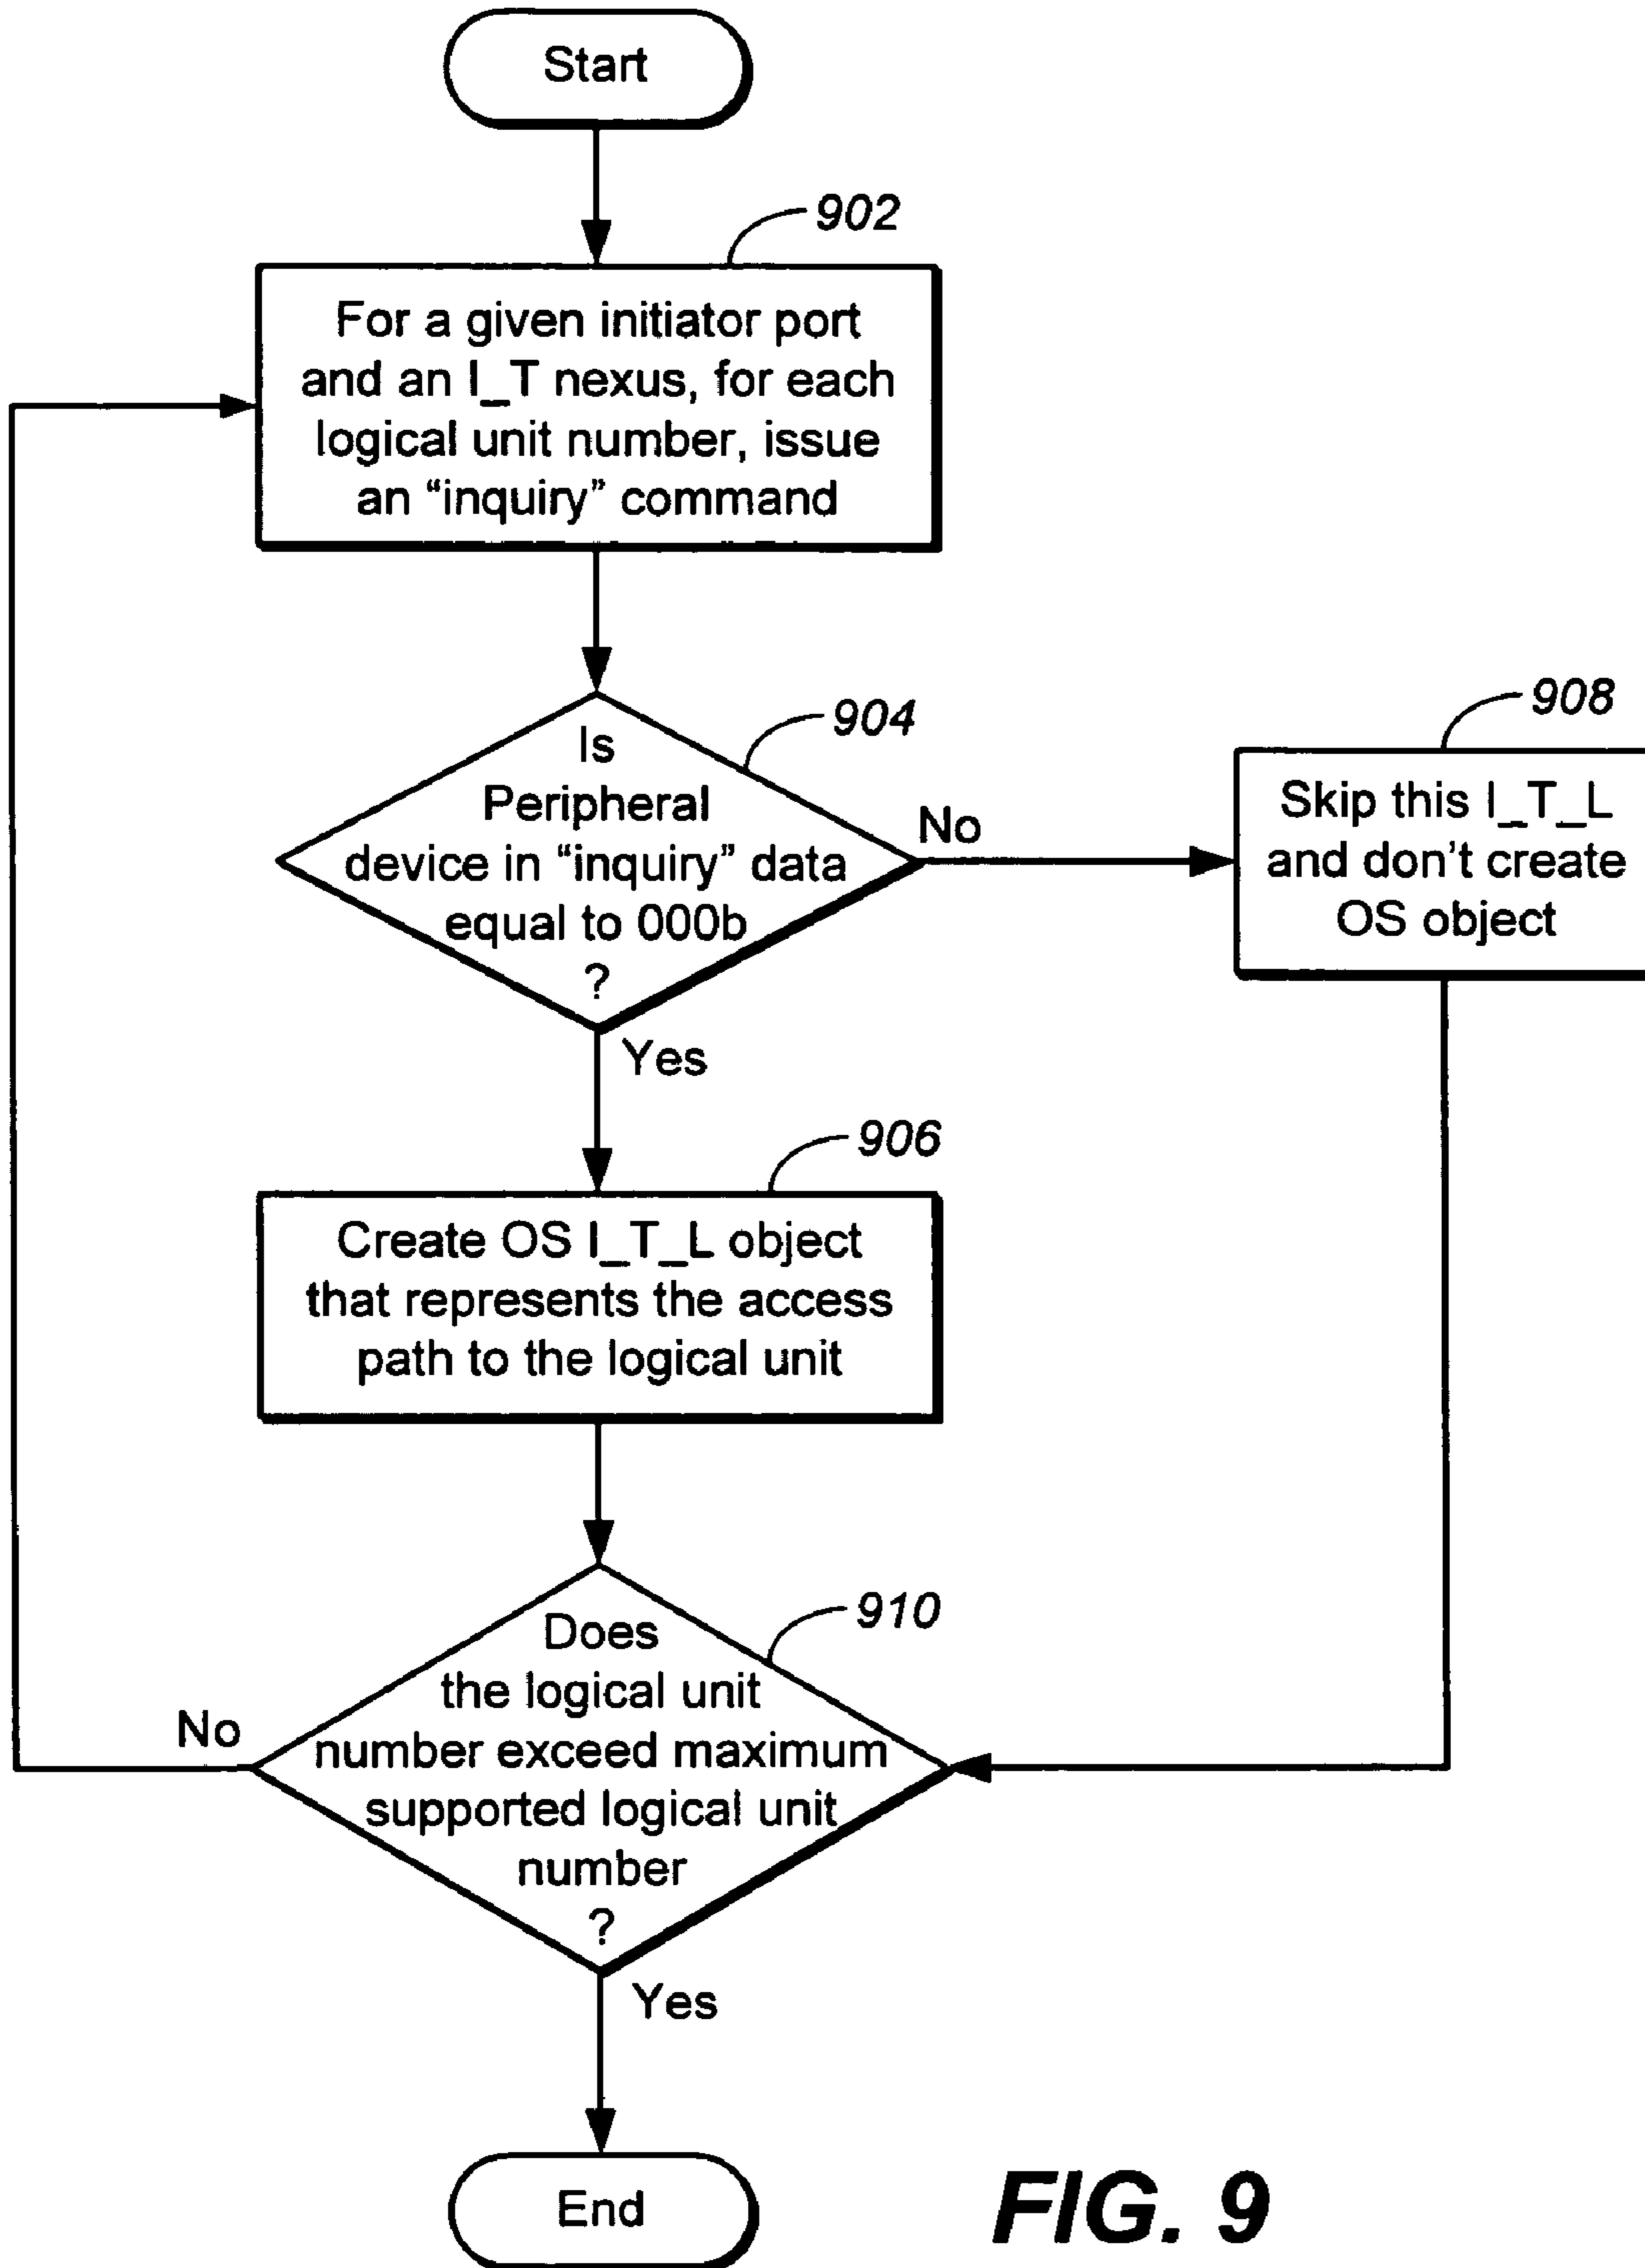 Start
902
For a given initiator port
and an I_T nexus, for each
logical unit number, issue
an “inquiry” command
904
Is
Peripheral
device in “inquiry” data
equal to 000b
?
No
Yes
908
Skip this I_T_L
and don’t create
OS object
906
Create OS I_T_L object
that represents the access
path to the logical unit
910
Does
the logical unit
number exceed maximum
supported logical unit
number
?
No
Yes
End
FIG. 9